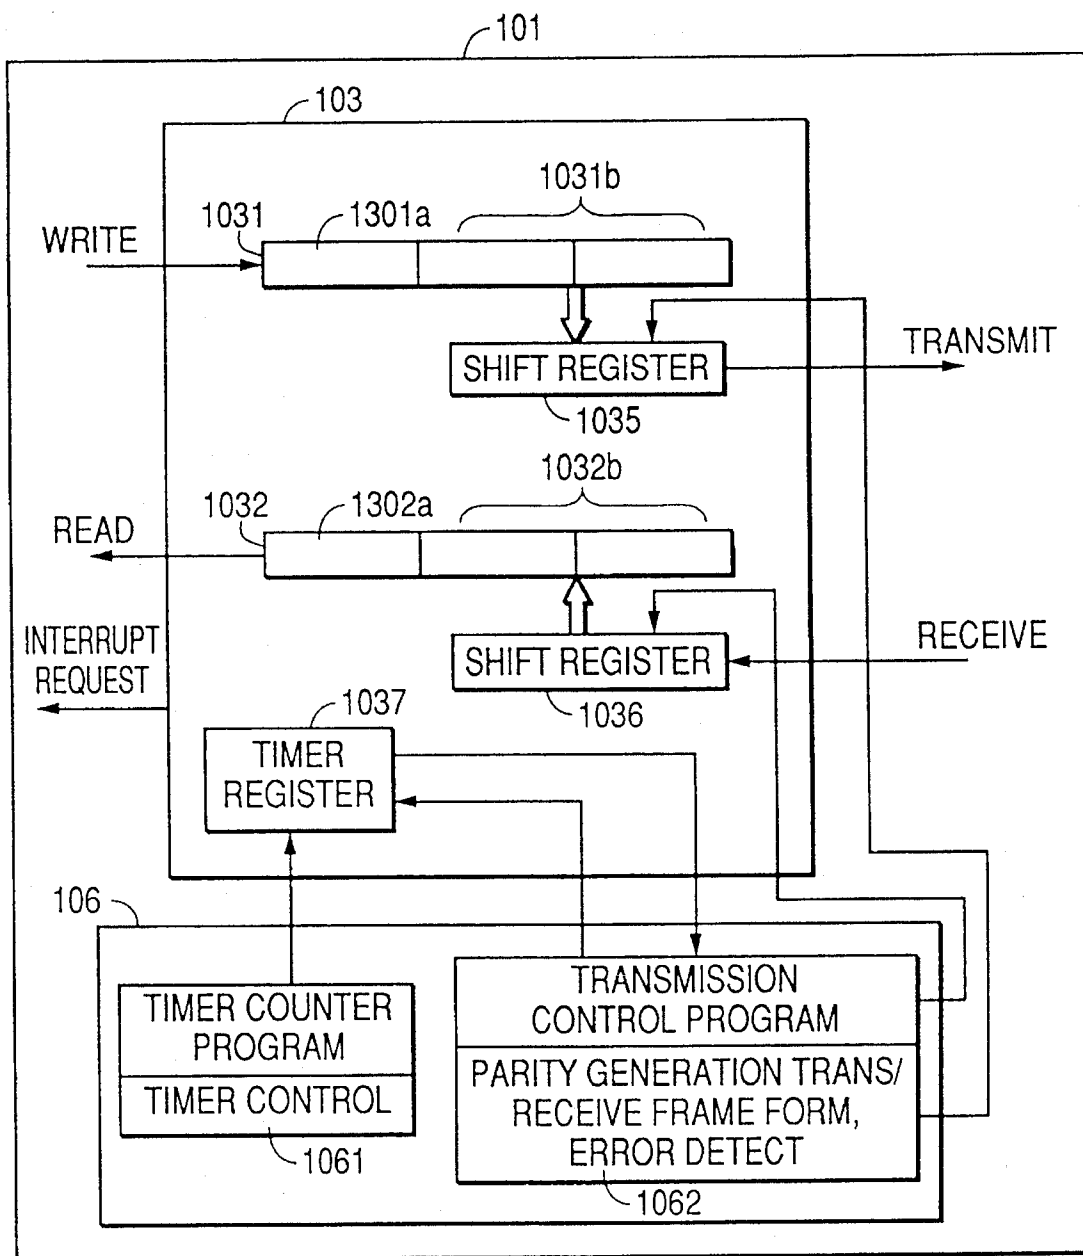 101
103
1031b
1031
1301a
WRITE
TRANSMIT
SHIFT REGISTER
1035
1032b
1032
1302a
READ
INTERRUPT
REQUEST
RECEIVE
SHIFT REGISTER
1036
1037
TIMER
REGISTER
106
TIMER COUNTER
PROGRAM
TIMER CONTROL
1061
TRANSMISSION
CONTROL PROGRAM
PARITY GENERATION TRANS/
RECEIVE FRAME FORM,
ERROR DETECT
1062